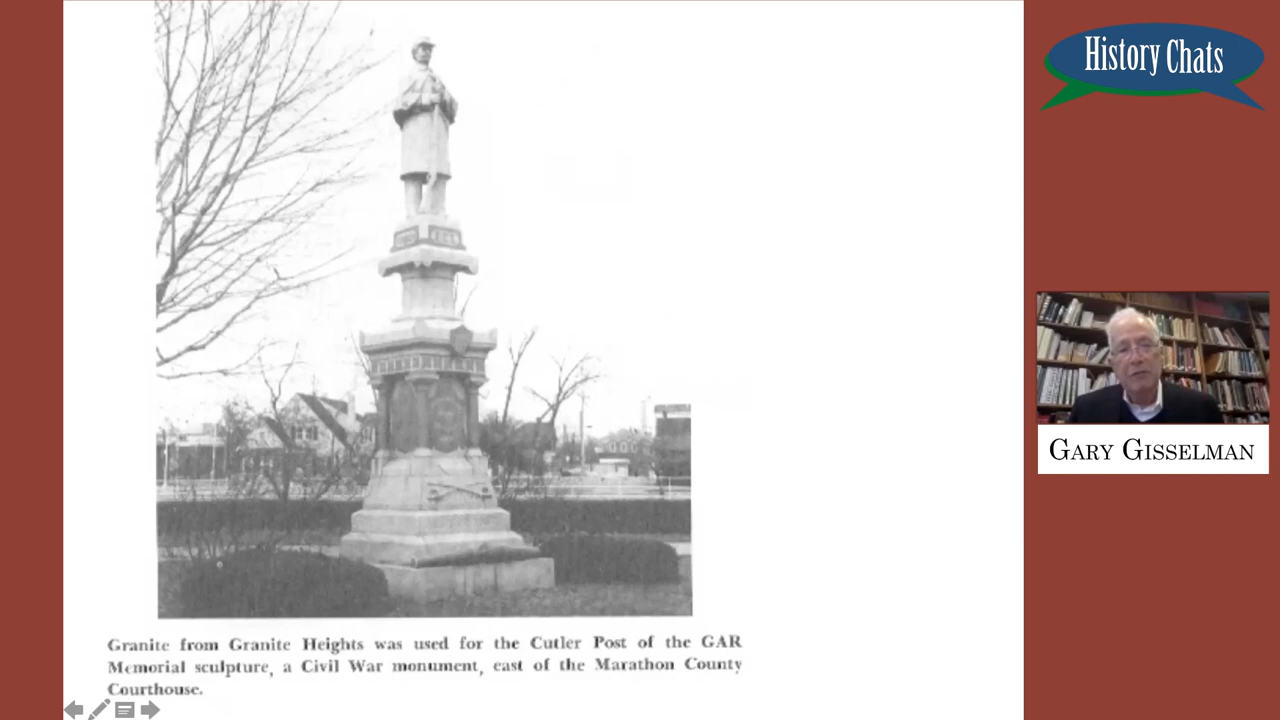 History Chats
GARY GISSELMAN
Granite from Granite Heights was used for the Cutler Post of the GAR
Memorial sculpture, a Civil War monument, east of the Marathon County
Courthouse.